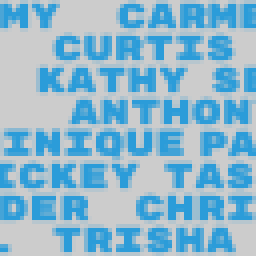 MY CARME
CURTIS
KATHY SE
ANTHON
INIQUE PA
ICKEY TAS
DER CHRI
. TRISHA